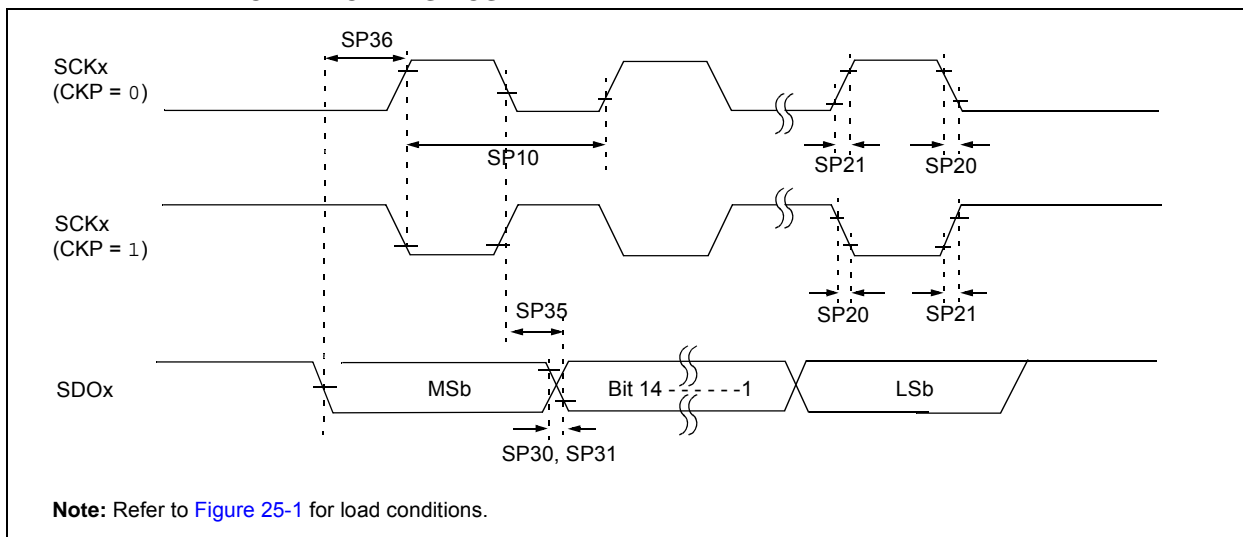 SP36
SCKx
(CKP = 0)
SP10
SP21
SP20
SCKx
(CKP = 1)
SP35
SP20
SP21
SDOx
MSb
Bit 14 - - - - - -1
LSb
SP30, SP31
Note: Refer to Figure 25-1 for load conditions.